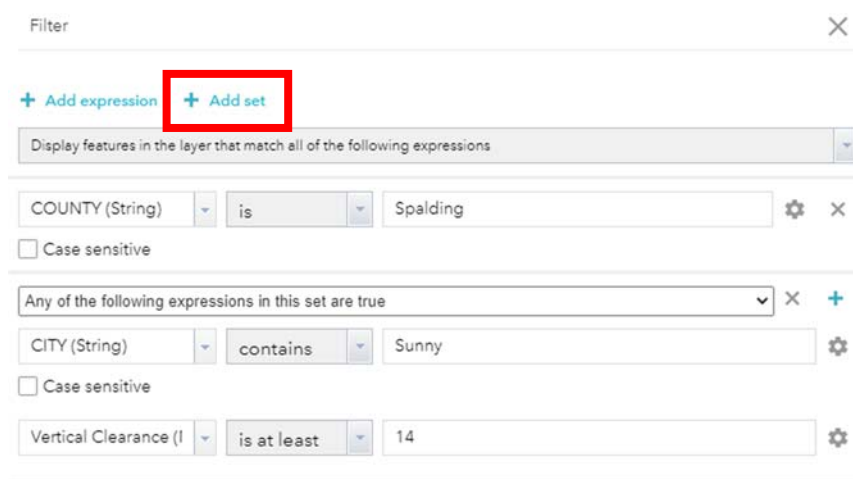 Filter
+ Add expression + Add set
Display features in the layer that match all of the following expressions
COUNTY (String) is Spalding
Case sensitive
Any of the following expressions in this set are true
CITY (String) contains Sunny
Case sensitive
Vertical Clearance (I is at least 14